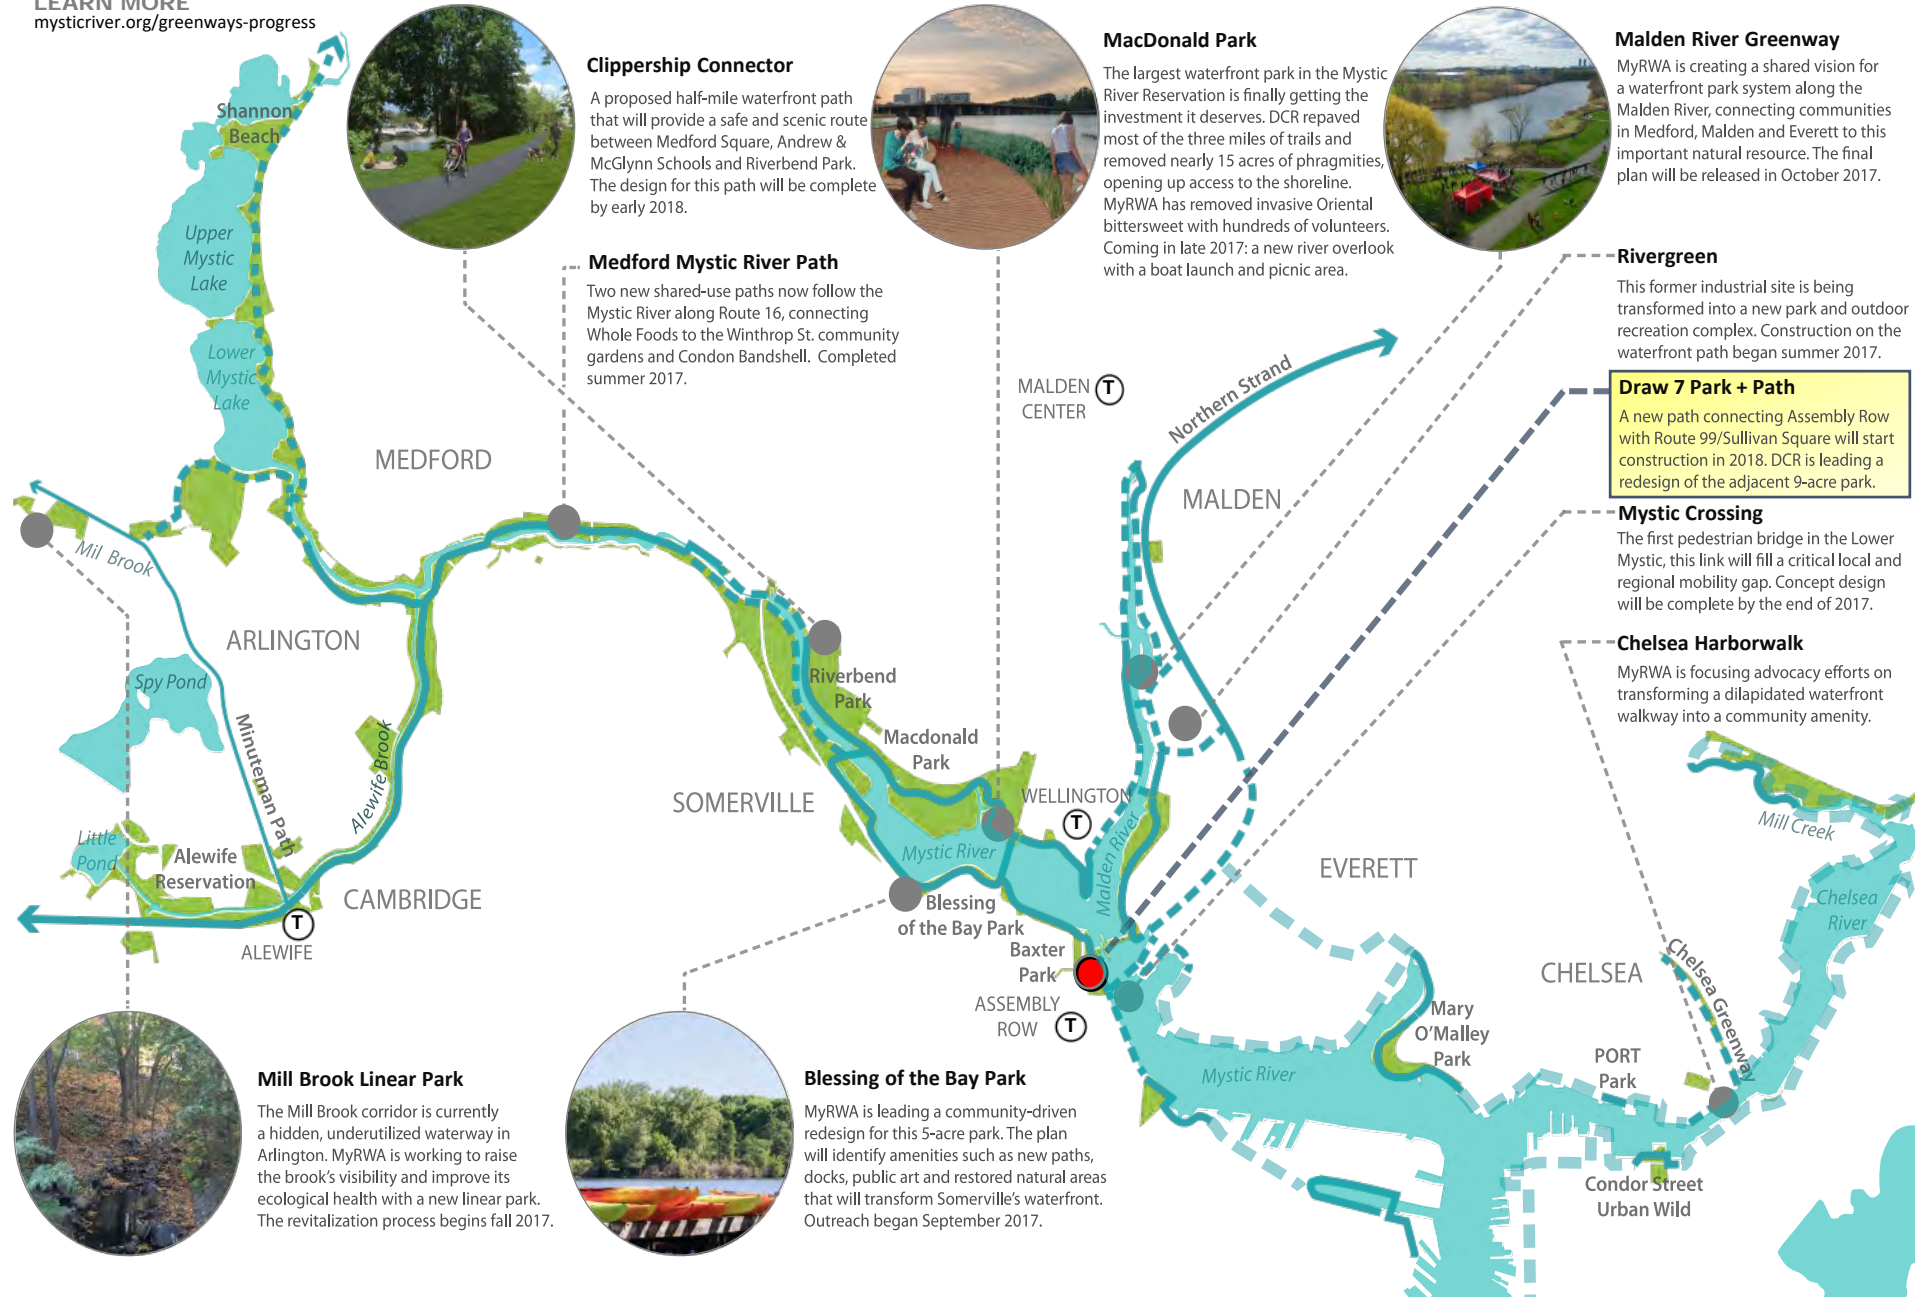 LEARN MORE
mysticriver.org/greenways-progress
Clippership Connector
A proposed half-mile waterfront path
that will provide a safe and scenic route
between Medford Square, Andrew &
McGlynn Schools and Riverbend Park.
The design for this path will be complete
by early 2018.
MacDonald Park
The largest waterfront park in the Mystic
River Reservation is finally getting the
investment it deserves. DCR repaved
most of the three miles of trails and
removed nearly 15 acres of phragmities,
opening up access to the shoreline.
MyRWA has removed invasive Oriental
bittersweet with hundreds of volunteers.
Coming in late 2017: a new river overlook
with a boat launch and picnic area.
Malden River Greenway
MyRWA is creating a shared vision for
a waterfront park system along the
Malden River, connecting communities
in Medford, Malden and Everett to this
important natural resource. The final
plan will be released in October 2017.
Medford Mystic River Path
Two new shared-use paths now follow the
Mystic River along Route 16, connecting
Whole Foods to the Winthrop St. community
gardens and Condon Bandshell. Completed
summer 2017.
Rivergreen
This former industrial site is being
transformed into a new park and outdoor
recreation complex. Construction on the
waterfront path began summer 2017.
Draw 7 Park + Path
A new path connecting Assembly Row
with Route 99/Sullivan Square will start
construction in 2018. DCR is leading a
redesign of the adjacent 9-acre park.
Mystic Crossing
The first pedestrian bridge in the Lower
Mystic, this link will fill a critical local and
regional mobility gap. Concept design
will be complete by the end of 2017.
Chelsea Harborwalk
MyRWA is focusing advocacy efforts on
transforming a dilapidated waterfront
walkway into a community amenity.
Shannon
Beach
Upper
Mystic
Lake
Lower
Mystic
Lake
MEDFORD
MALDEN
CENTER
T
Northern Strand
MALDEN
Mil Brook
ARLINGTON
Spy Pond
Minuteman Path
Alewife Brook
Riverbend
Park
Macdonald
Park
SOMERVILLE
WELLINGTON
T
Mystic River
Malden River
EVERETT
Mill Creek
Chelsea
River
Little
Pond
Alewife
Reservation
CAMBRIDGE
T
ALEWIFE
Blessing
of the Bay Park
Baxter
Park
ASSEMBLY
ROW
T
CHELSEA
Chelsea Greenway
Mary
O'Malley
Park
PORT
Park
Mystic River
Condor Street
Urban Wild
Mill Brook Linear Park
The Mill Brook corridor is currently
a hidden, underutilized waterway in
Arlington. MyRWA is working to raise
the brook's visibility and improve its
ecological health with a new linear park.
The revitalization process begins fall 2017.
Blessing of the Bay Park
MyRWA is leading a community-driven
redesign for this 5-acre park. The plan
will identify amenities such as new paths,
docks, public art and restored natural areas
that will transform Somerville's waterfront.
Outreach began September 2017.